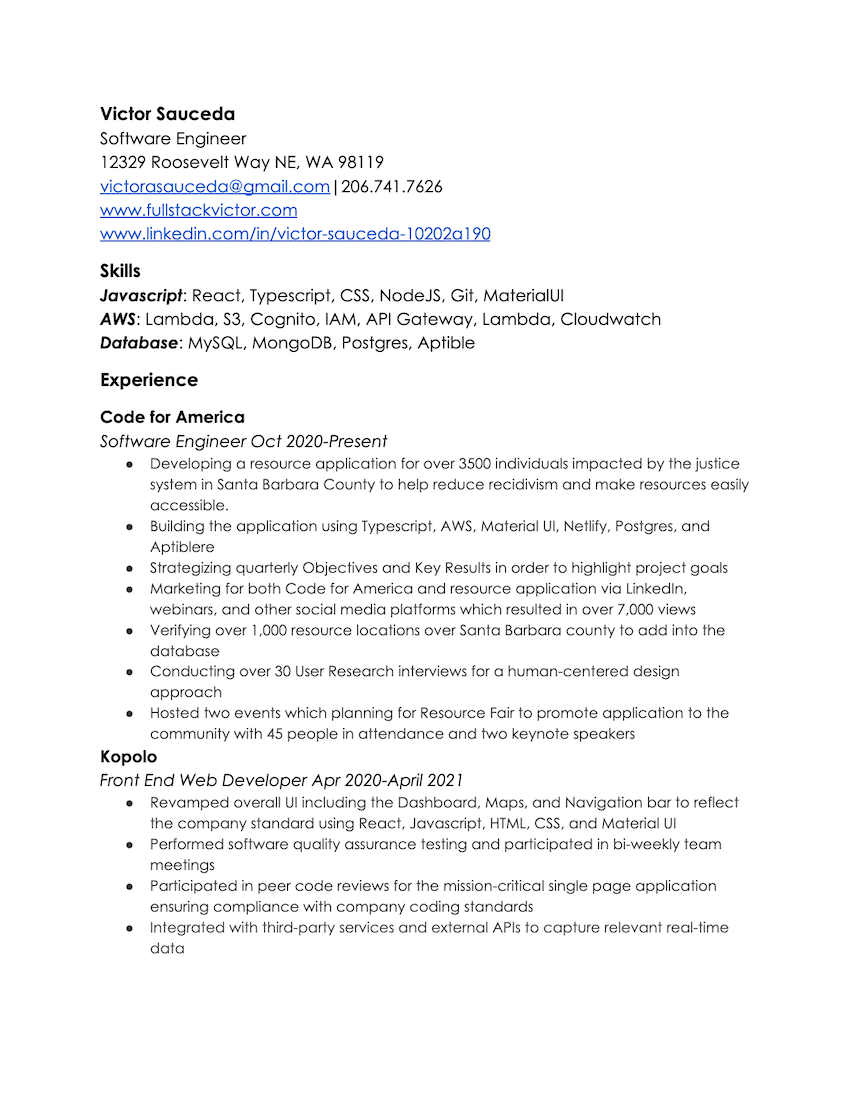 Victor Sauceda
Software Engineer
12329 Roosevelt Way NE, WA 98119
victorasauceda@gmail.com|206.741.7626
www.fullstackvictor.com
www.linkedin.com/in/victor-sauceda-10202a190
Skills
Javascript: React, Typescript, CSS, NodeJS, Git, MaterialUI
AWS: Lambda, S3, Cognito, IAM, API Gateway, Lambda, Cloudwatch
Database: MySQL, MongoDB, Postgres, Aptible
Experience
Code for America
Software Engineer Oct 2020-Present
● Developing a resource application for over 3500 individuals impacted by the justice
system in Santa Barbara County to help reduce recidivism and make resources easily
accessible.
● Building the application using Typescript, AWS, Material UI, Netlify, Postgres, and
Aptiblere
● Strategizing quarterly Objectives and Key Results in order to highlight project goals
● Marketing for both Code for America and resource application via LinkedIn,
webinars, and other social media platforms which resulted in over 7,000 views
● Verifying over 1,000 resource locations over Santa Barbara county to add into the
database
● Conducting over 30 User Research interviews for a human-centered design
approach
● Hosted two events which planning for Resource Fair to promote application to the
community with 45 people in attendance and two keynote speakers
Kopolo
Front End Web Developer Apr 2020-April 2021
● Revamped overall UI including the Dashboard, Maps, and Navigation bar to reflect
the company standard using React, Javascript, HTML, CSS, and Material UI
● Performed software quality assurance testing and participated in bi-weekly team
meetings
● Participated in peer code reviews for the mission-critical single page application
ensuring compliance with company coding standards
● Integrated with third-party services and external APIs to capture relevant real-time
data